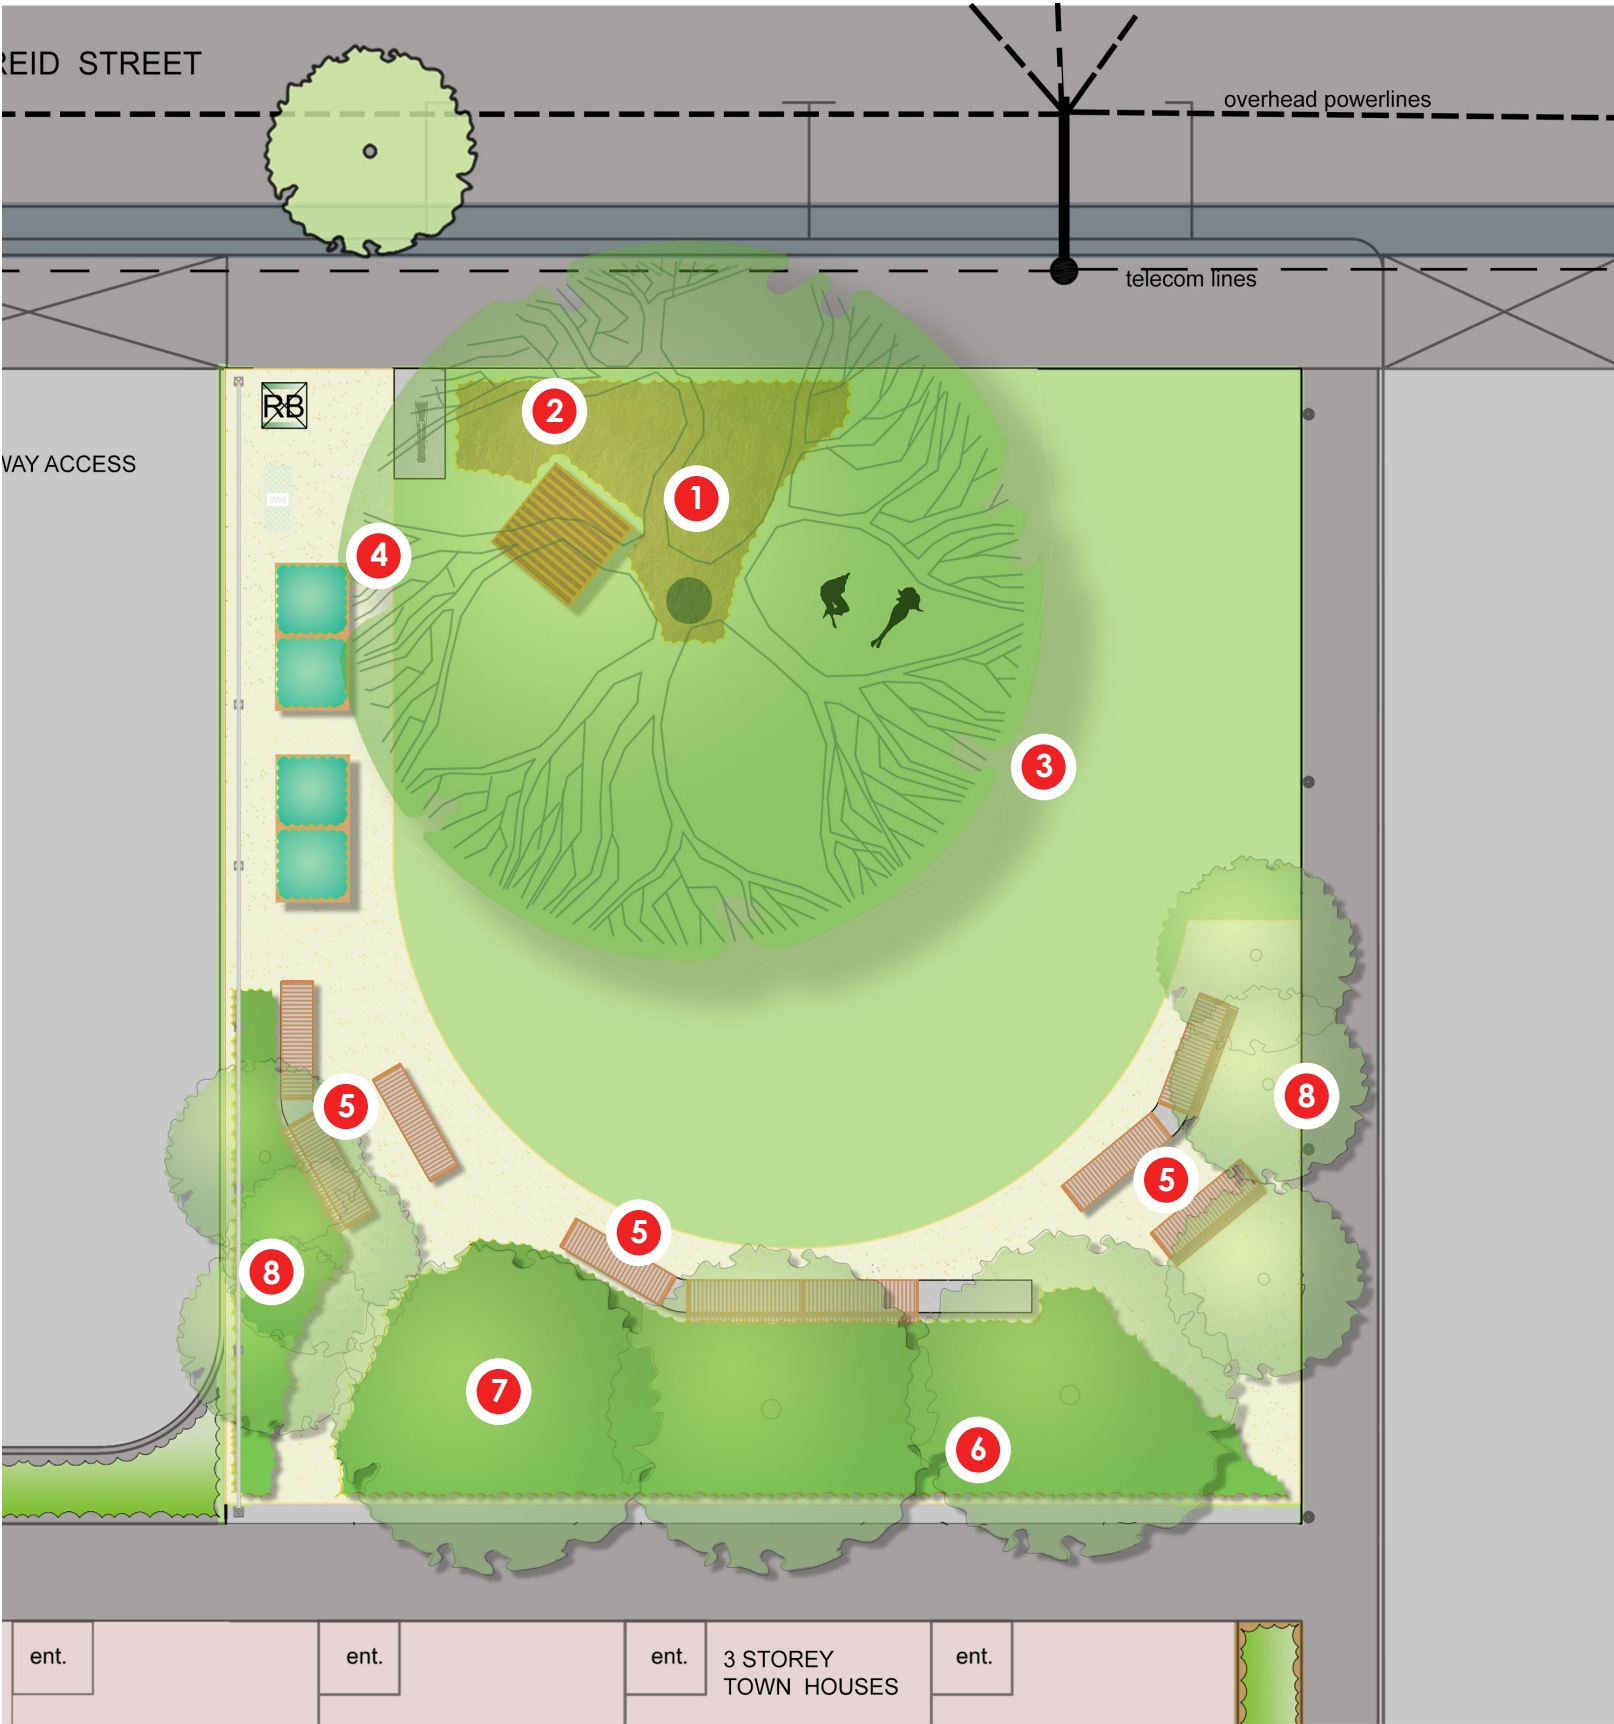 REID STREET
overhead powerlines
telecom lines
RB
2
WAY ACCESS
1
WM
4
3
8
5
5
5
8
7
6
ent.
ent.
ent.
ent.
3 STOREY
TOWN HOUSES